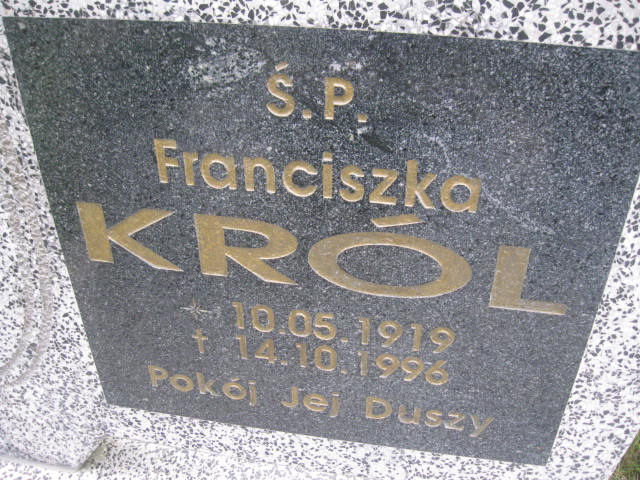 Ś.P.
Franciszka
KRÓL
* 10.05.1919
† 14.10.1996
Pokój Jej Duszy